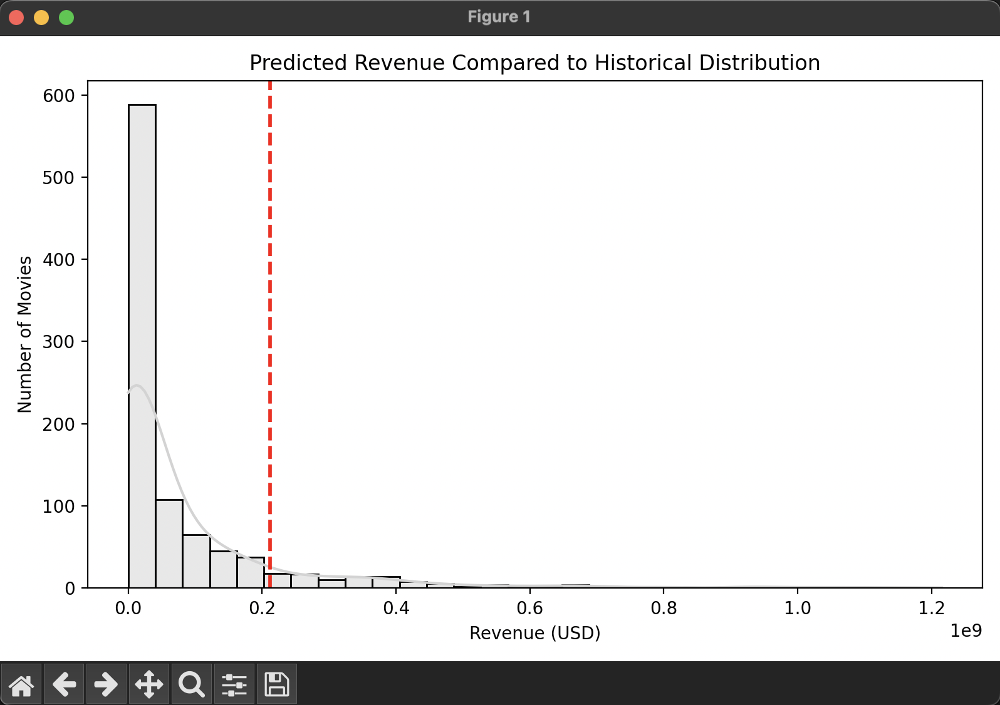 Figure 1
Predicted Revenue Compared to Historical Distribution
600
500
400
300
200
100
0
Number of Movies
0.0 0.2 0.4 0.6 0.8 1.0 1.2
1e9
Revenue (USD)